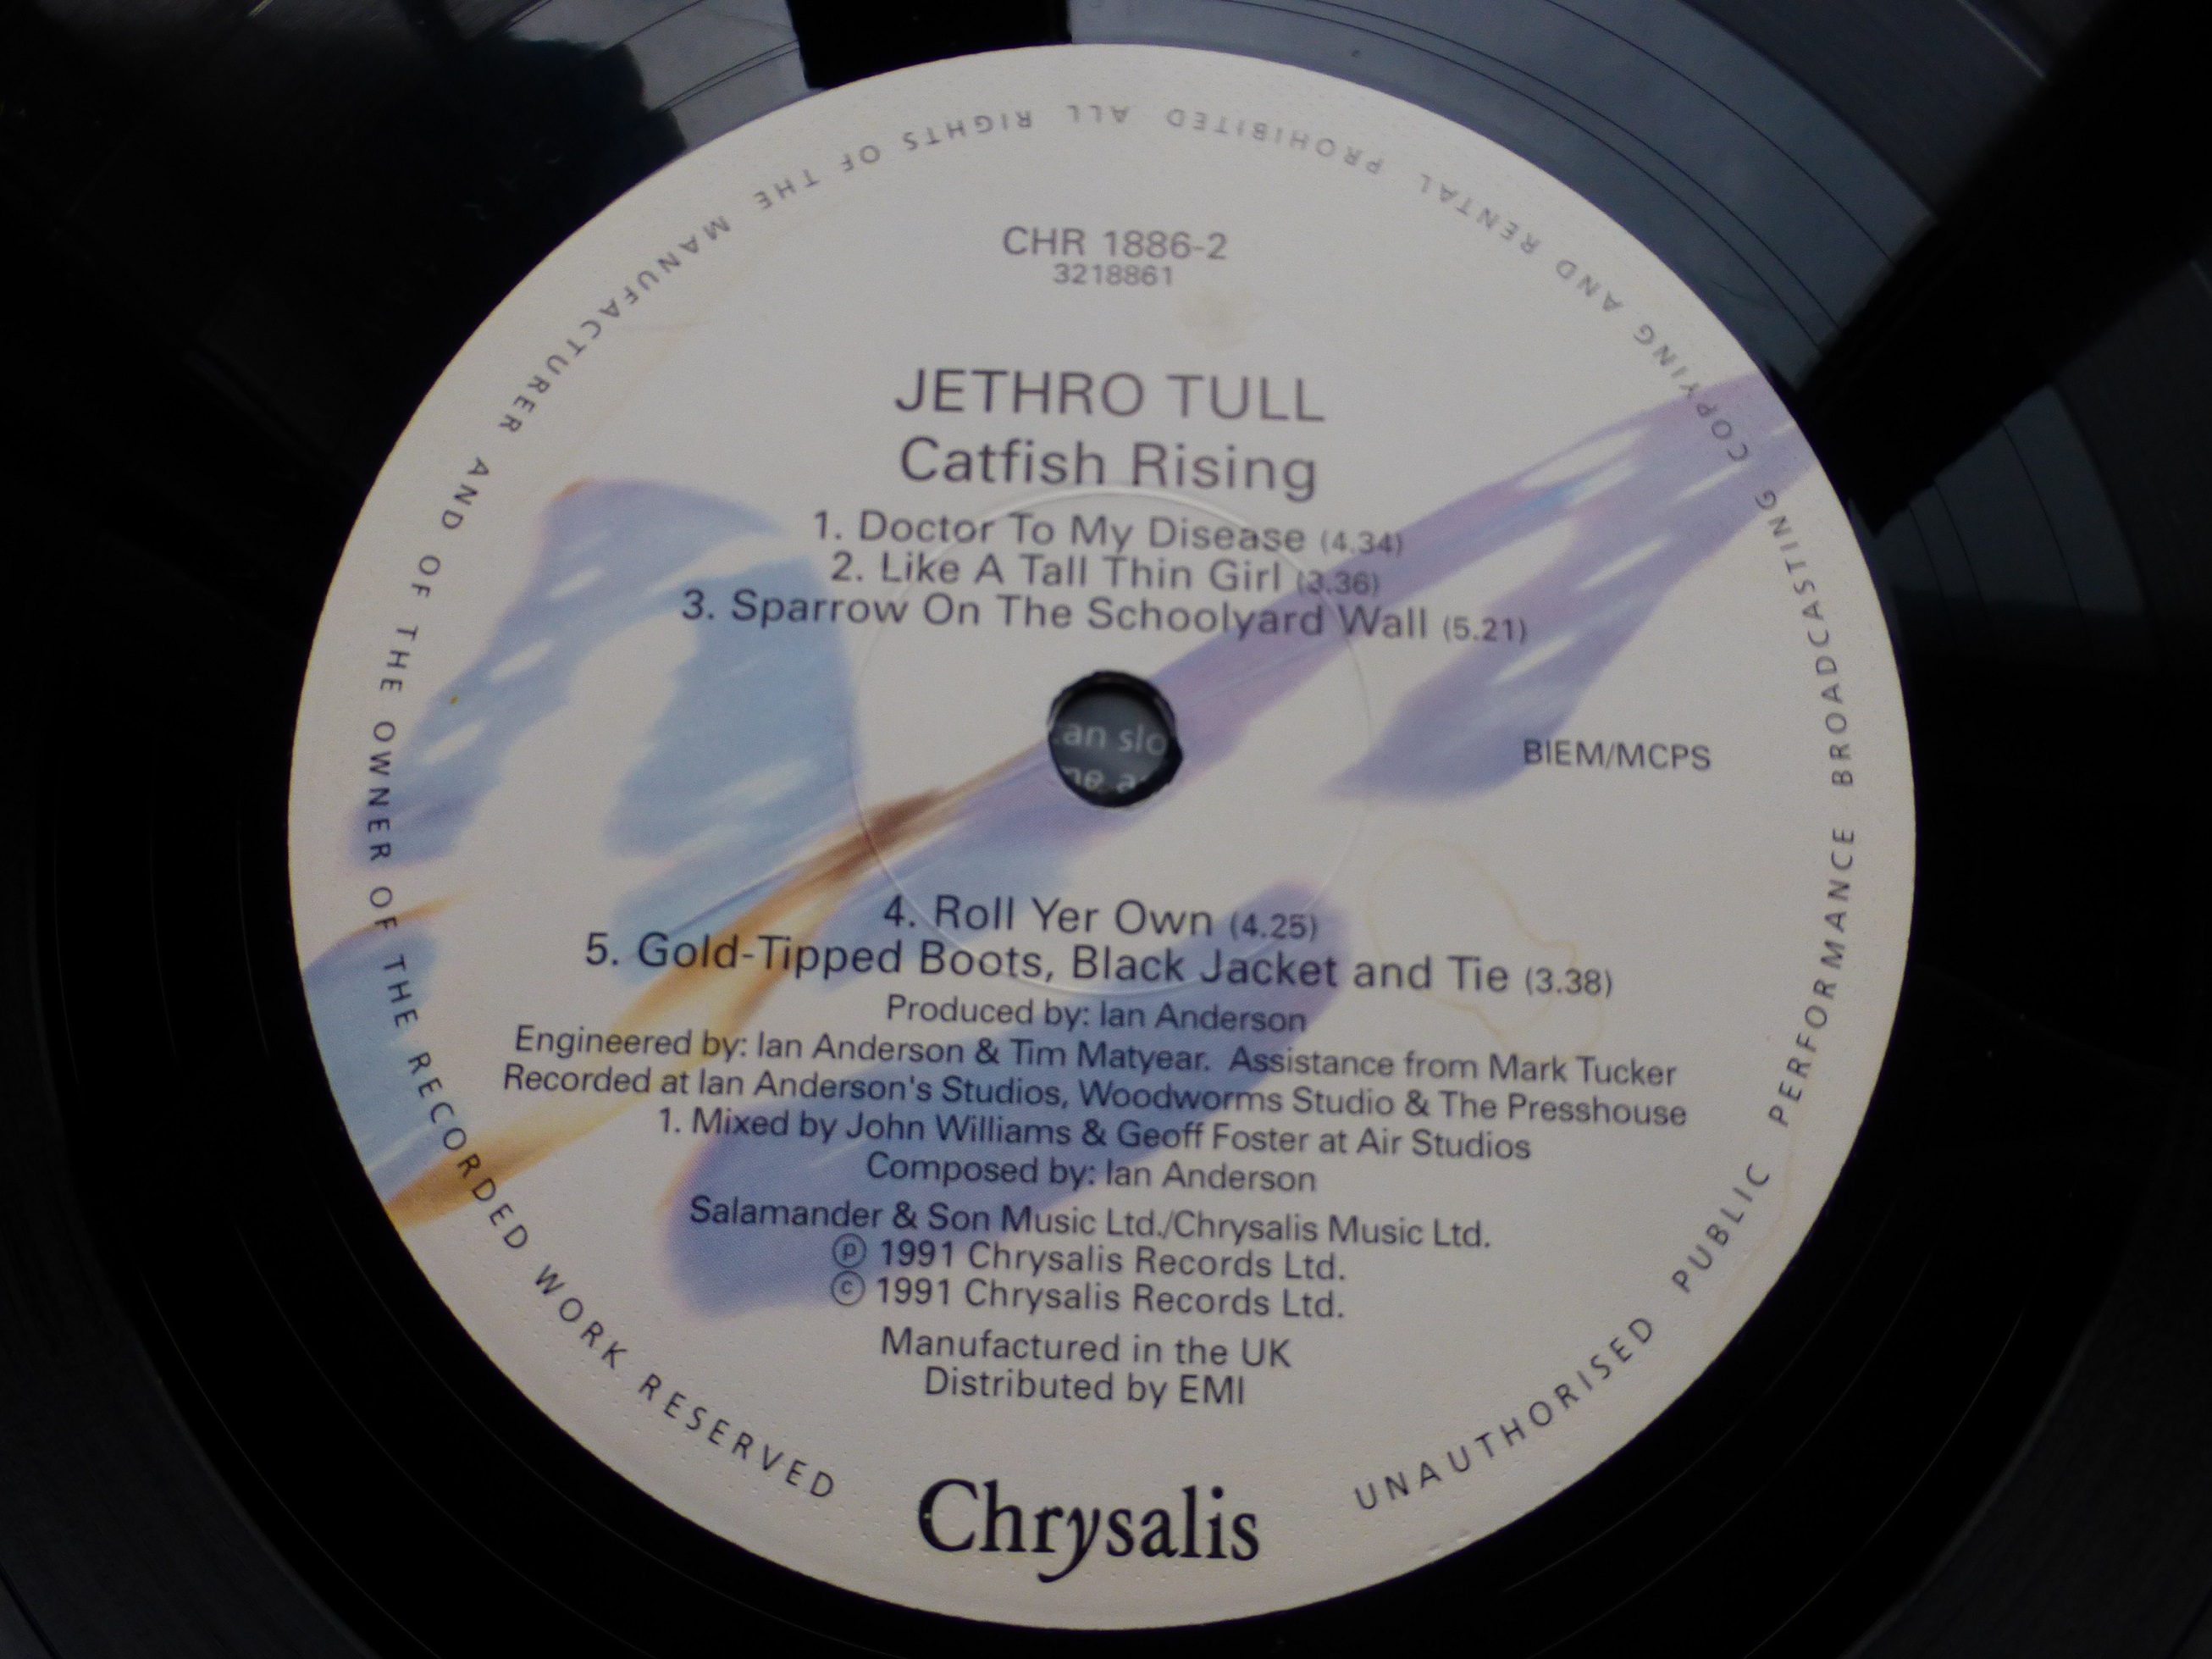 CHR 1886-2
3218861
JETHRO TULL
Catfish Rising
1. Doctor To My Disease (4.34)
2. Like A Tall Thin Girl (3.36)
3. Sparrow On The Schoolyard Wall (5.21)
an slo
BIEM/MCPS
4. Roll Yer Own (4.25)
5. Gold-Tipped Boots, Black Jacket and Tie (3.38)
Produced by: Ian Anderson
Engineered by: Ian Anderson & Tim Matyear. Assistance from Mark Tucker
Recorded at Ian Anderson's Studios, Woodworms Studio & The Presshouse
1. Mixed by John Williams & Geoff Foster at Air Studios
Composed by: Ian Anderson
Salamander & Son Music Ltd./Chrysalis Music Ltd.
℗ 1991 Chrysalis Records Ltd.
© 1991 Chrysalis Records Ltd.
Manufactured in the UK
Distributed by EMI
Chrysalis
UNAUTHORISED PUBLIC PERFORMANCE BROADCASTING COPYING AND RENTAL PROHIBITED ALL RIGHTS OF THE MANUFACTURER AND OF THE OWNER OF THE RECORDED WORK RESERVED